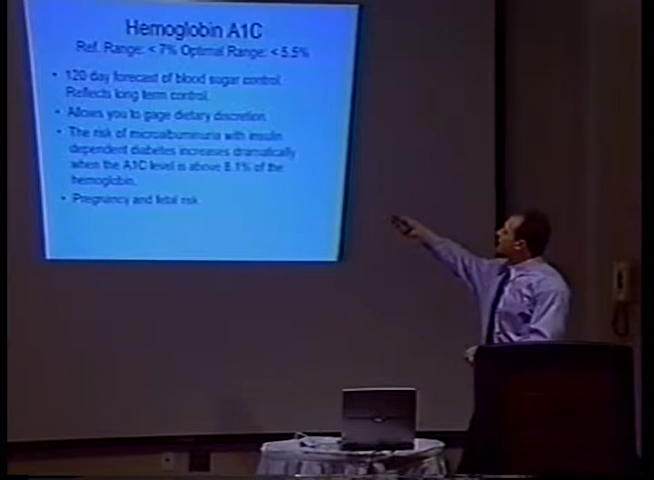 Hemoglobin A1C
Ref. Range: < 7% Optimal Range: < 5.5%
• 120 day forecast of blood sugar control.
Reflects long term control.
• Allows you to gage dietary discretion.
• The risk of microalbuminuria with insulin
dependent diabetes increases dramatically
when the A1C level is above 8.1% of the
hemoglobin.
• Pregnancy and fetal risk